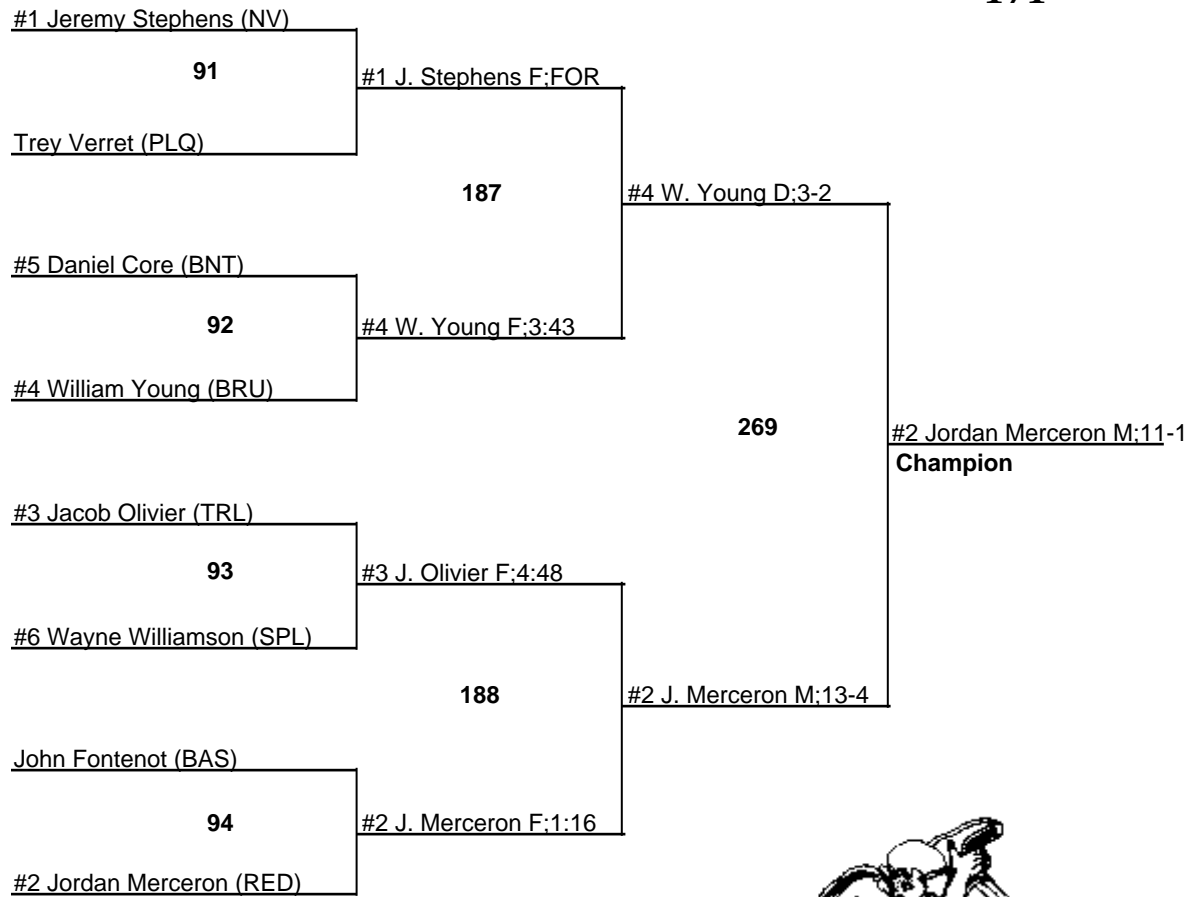 #1 Jeremy Stephens (NV)
91
#1 J. Stephens F;FOR
Trey Verret (PLQ)
187
#4 W. Young D;3-2
#5 Daniel Core (BNT)
92
#4 W. Young F;3:43
#4 William Young (BRU)
269
#2 Jordan Merceron M;11-1
Champion
#3 Jacob Olivier (TRL)
93
#3 J. Olivier F;4:48
#6 Wayne Williamson (SPL)
188
#2 J. Merceron M;13-4
John Fontenot (BAS)
94
#2 J. Merceron F;1:16
#2 Jordan Merceron (RED)